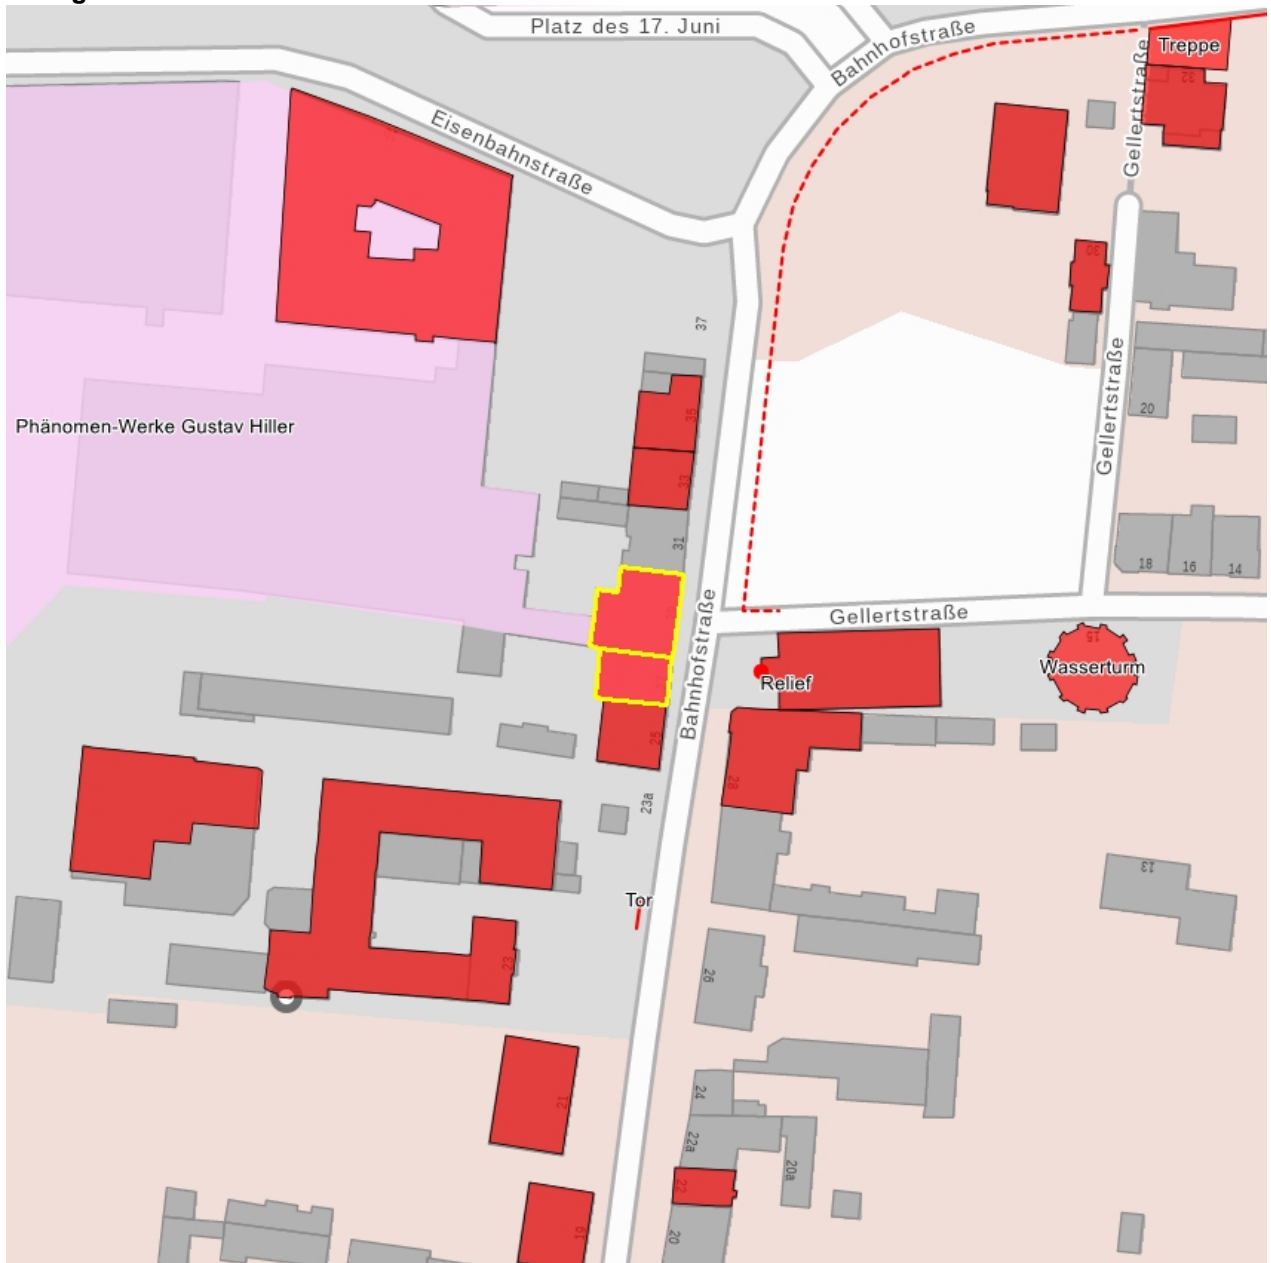 Platz des 17. Juni
Bahnhofstraße
Treppe
32
Gellertstraße
Eisenbahnstraße
30
37
Gellertstraße
20
35
Phänomen-Werke Gustav Hiller
33
31
18
16
14
Gellertstraße
Bahnhofstraße
15
Wasserturm
Relief
25
28
23a
13
Tor
23
26
21
24
22a
20a
22
19
20